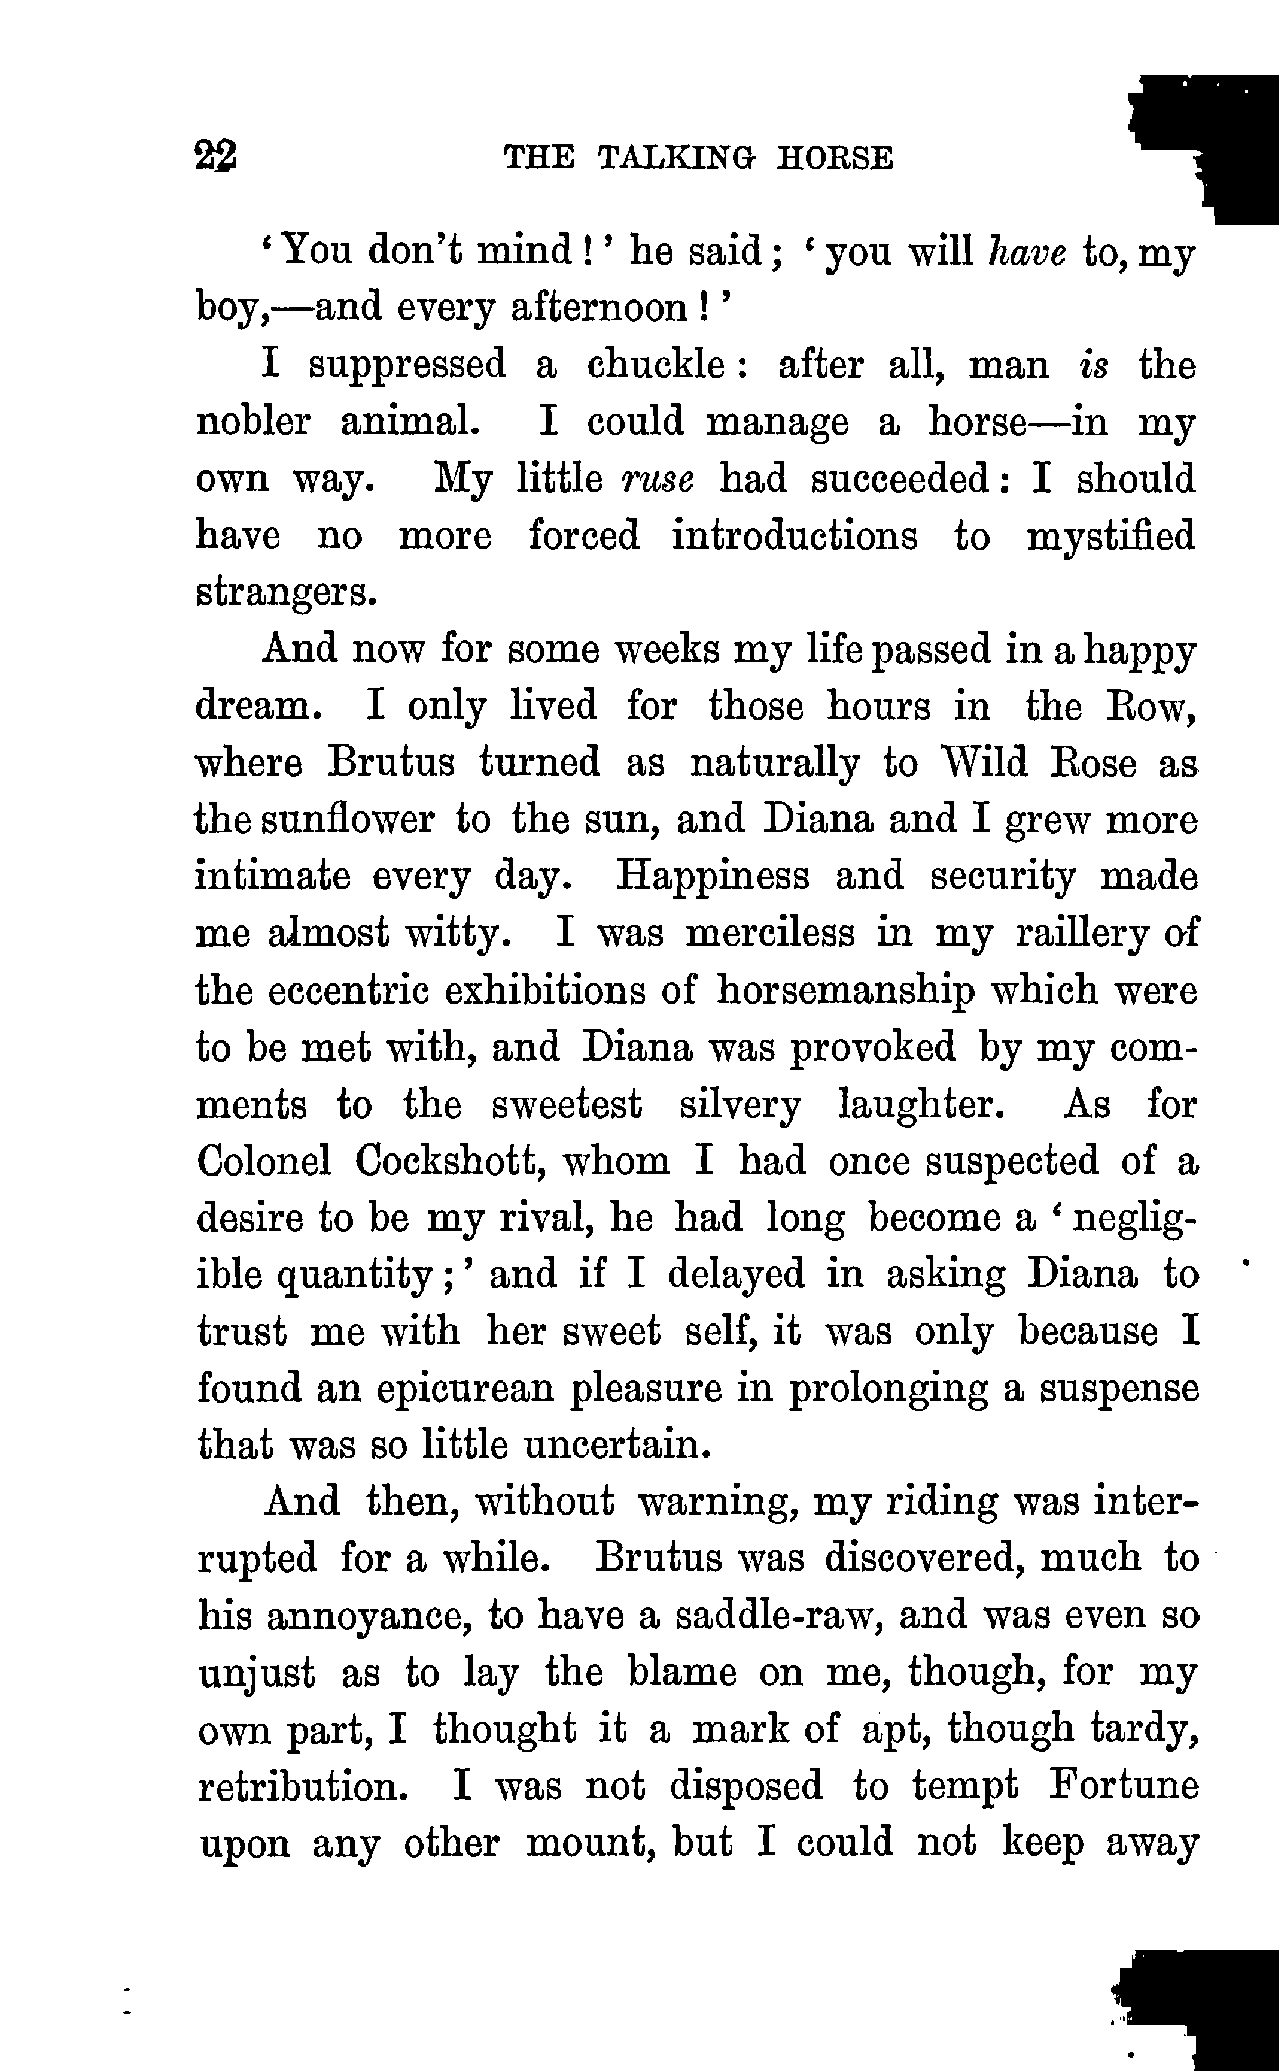 22 THE TALKING HORSE
‘ You don’t mind ! ’ he said ; ‘ you will have to, my
boy,—and every afternoon ! ’
I suppressed a chuckle : after all, man is the
nobler animal. I could manage a horse—in my
own way. My little ruse had succeeded : I should
have no more forced introductions to mystified
strangers.
And now for some weeks my life passed in a happy
dream. I only lived for those hours in the Row,
where Brutus turned as naturally to Wild Rose as
the sunflower to the sun, and Diana and I grew more
intimate every day. Happiness and security made
me almost witty. I was merciless in my raillery of
the eccentric exhibitions of horsemanship which were
to be met with, and Diana was provoked by my com-
ments to the sweetest silvery laughter. As for
Colonel Cockshott, whom I had once suspected of a
desire to be my rival, he had long become a ‘ neglig-
ible quantity ; ’ and if I delayed in asking Diana to
trust me with her sweet self, it was only because I
found an epicurean pleasure in prolonging a suspense
that was so little uncertain.
And then, without warning, my riding was inter-
rupted for a while. Brutus was discovered, much to
his annoyance, to have a saddle-raw, and was even so
unjust as to lay the blame on me, though, for my
own part, I thought it a mark of apt, though tardy,
retribution. I was not disposed to tempt Fortune
upon any other mount, but I could not keep away